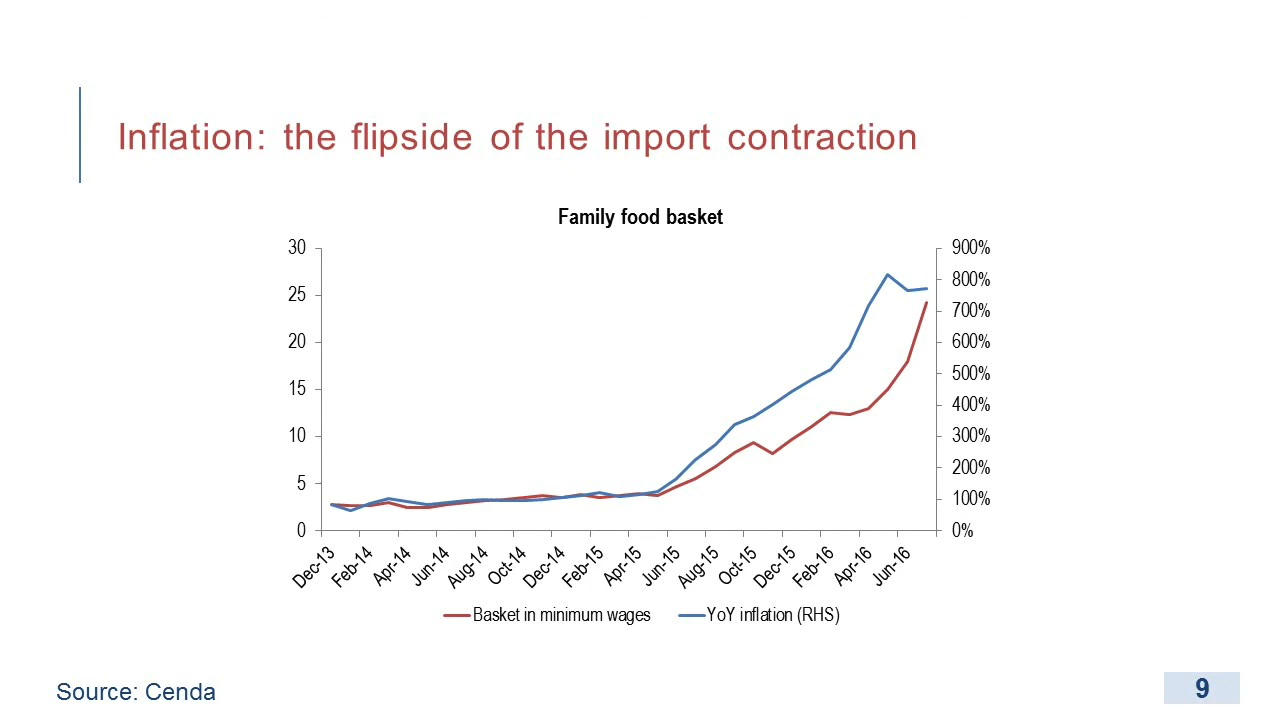 Inflation: the flipside of the import contraction
Family food basket
30
25
20
15
10
5
0
900%
800%
700%
600%
500%
400%
300%
200%
100%
0%
Dec-13
Feb-14
Apr-14
Jun-14
Aug-14
Oct-14
Dec-14
Feb-15
Apr-15
Jun-15
Aug-15
Oct-15
Dec-15
Feb-16
Apr-16
Jun-16
Basket in minimum wages
YoY inflation (RHS)
Source: Cenda
9